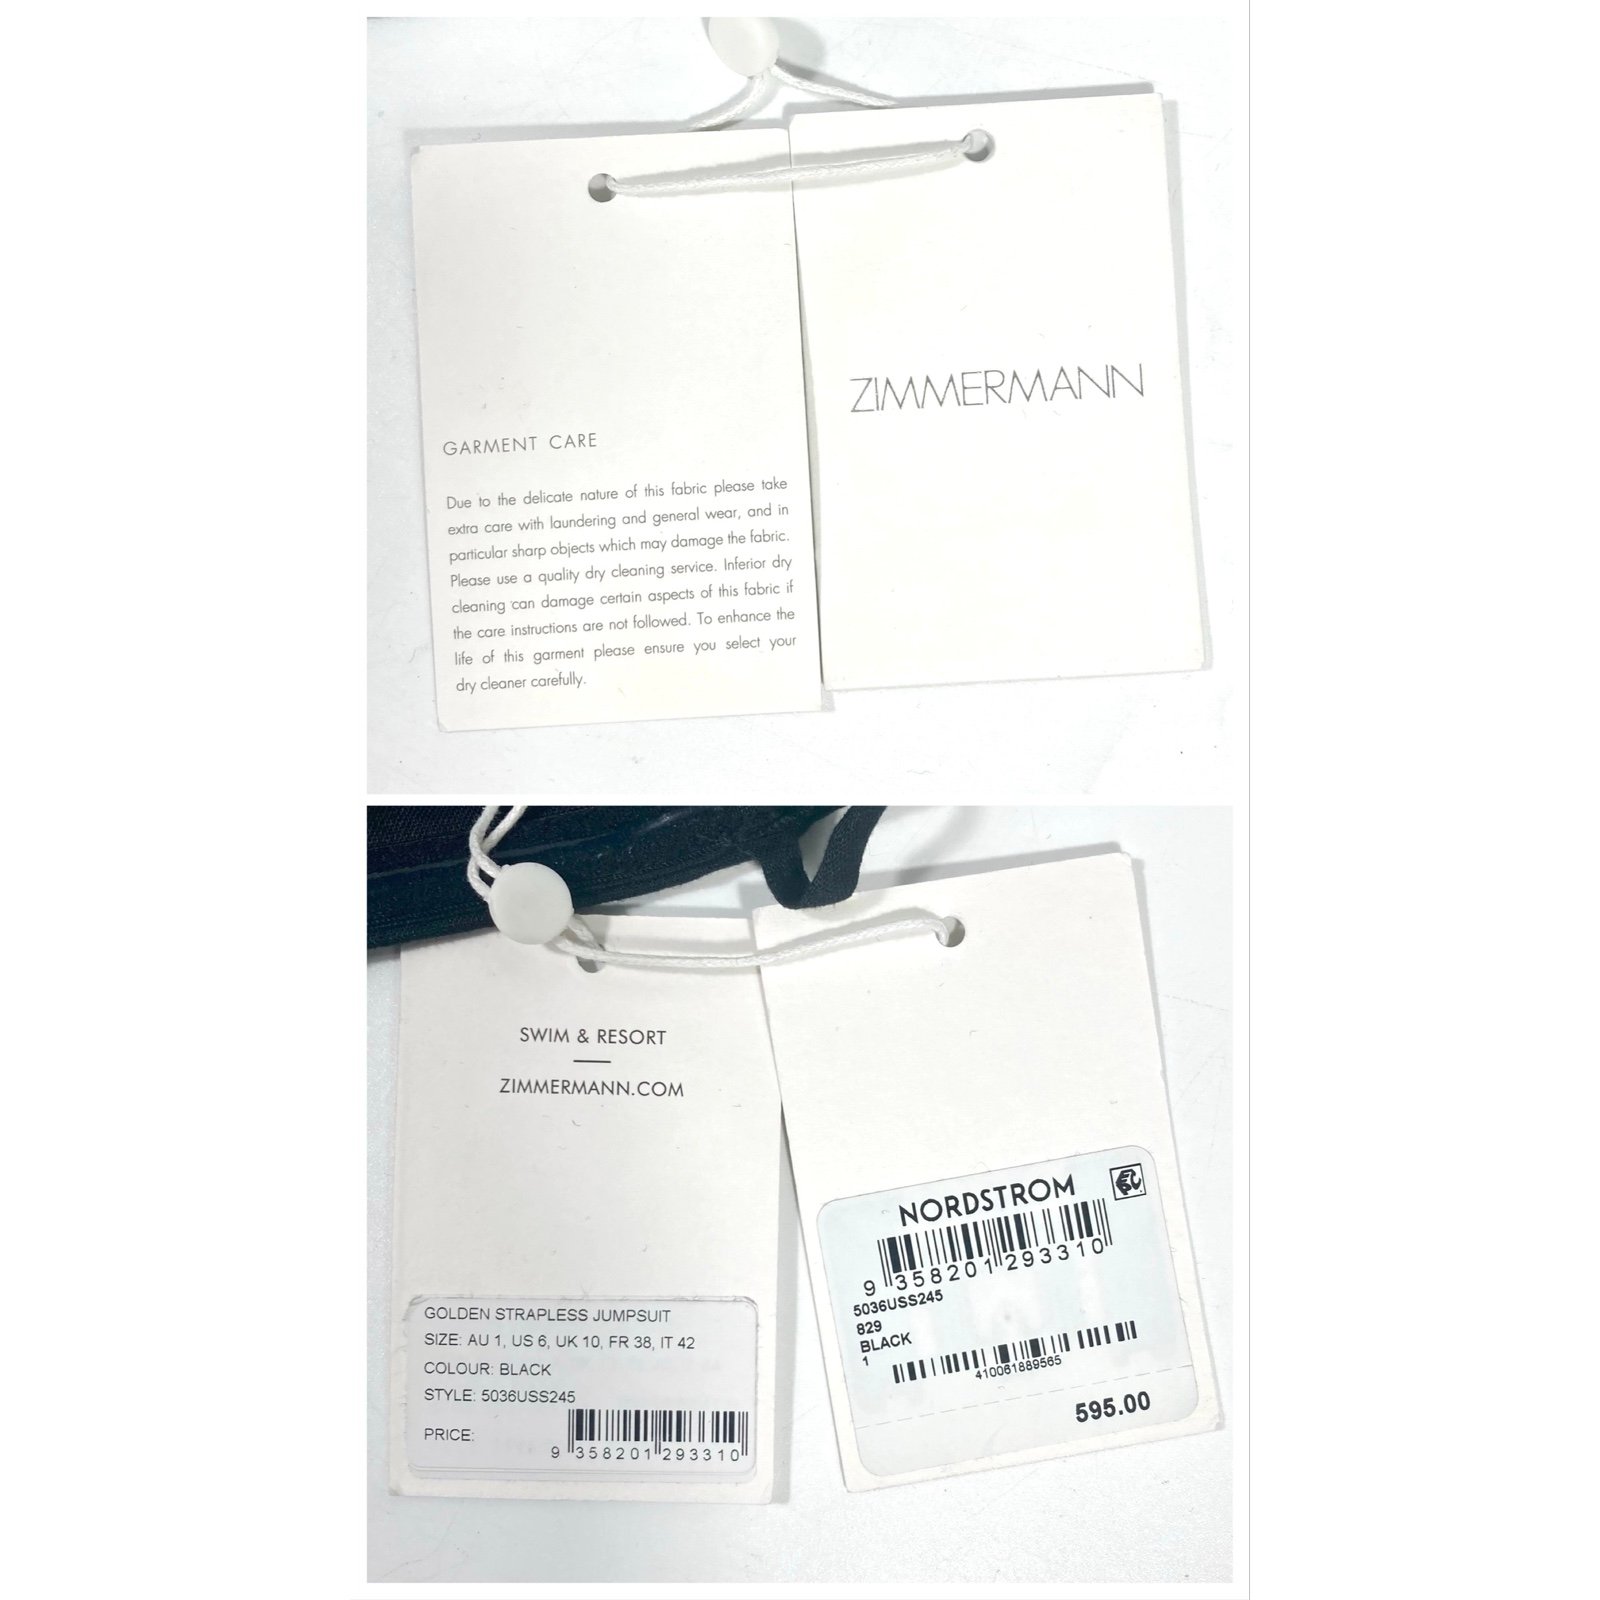 GARMENT CARE
Due to the delicate nature of this fabric please take
extra care with laundering and general wear, and in
particular sharp objects which may damage the fabric.
Please use a quality dry cleaning service. Inferior dry
cleaning can damage certain aspects of this fabric if
the care instructions are not followed. To enhance the
life of this garment please ensure you select your
dry cleaner carefully.
ZIMMERMANN
SWIM & RESORT
ZIMMERMANN.COM
GOLDEN STRAPLESS JUMPSUIT
SIZE: AU 1, US 6, UK 10, FR 38, IT 42
COLOUR: BLACK
STYLE: 5036USS245
PRICE:
9 358201 293310
NORDSTROM
9 358201 293310
5036USS245
829
BLACK
1
410061889565
595.00